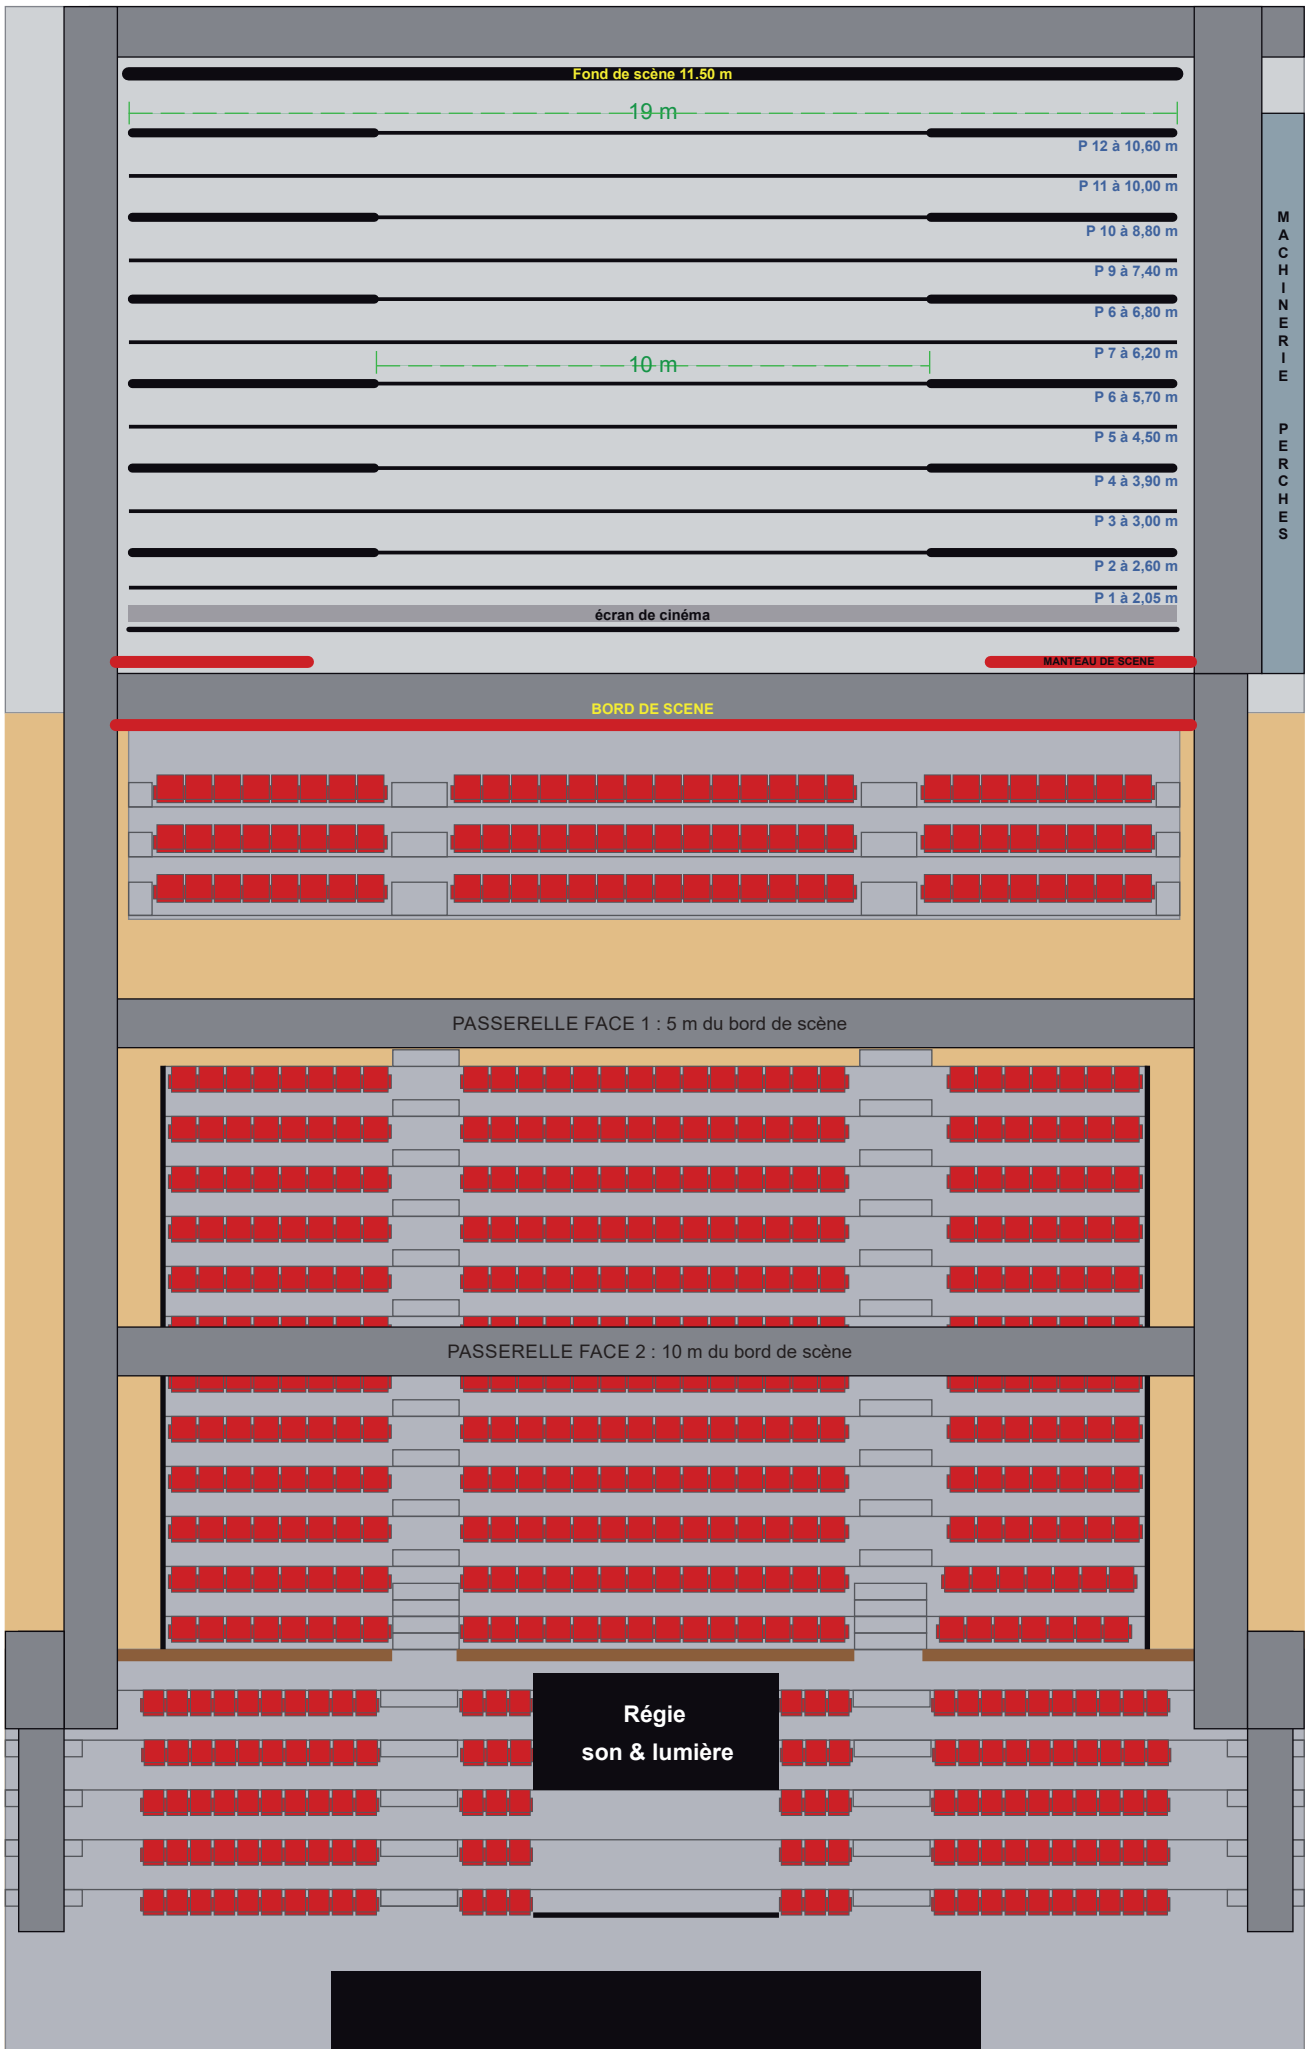 Fond de scène 11.50 m
19 m
P 12 à 10,60 m
P 11 à 10,00 m
P 10 à 8,80 m
P 9 à 7,40 m
P 6 à 6,80 m
P 7 à 6,20 m
10 m
P 6 à 5,70 m
P 5 à 4,50 m
P 4 à 3,90 m
P 3 à 3,00 m
P 2 à 2,60 m
P 1 à 2,05 m
MACHINERIE PERCHES
écran de cinéma
MANTEAU DE SCENE
BORD DE SCENE
PASSERELLE FACE 1 : 5 m du bord de scène
PASSERELLE FACE 2 : 10 m du bord de scène
Régie
son & lumière